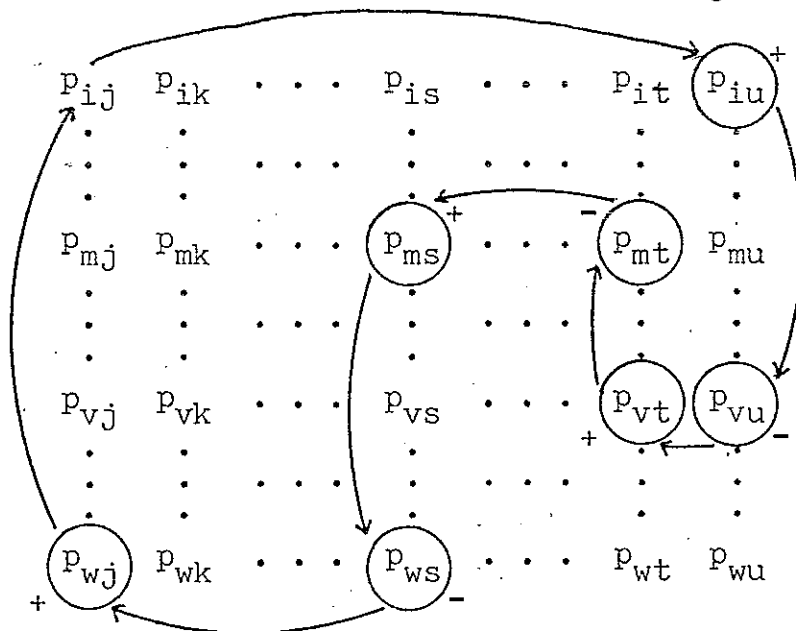 p_ij p_ik · · · p_is · · · p_it p_iu +
· · · · · · · · · · ·
p_mj p_mk · · · p_ms + · · · - p_mt p_mu
· · · · · · · · · · ·
p_vj p_vk · · · p_vs · · · + p_vt p_vu -
· · · · · · · · · · ·
+ p_wj p_wk · · · p_ws - · · · p_wt p_wu